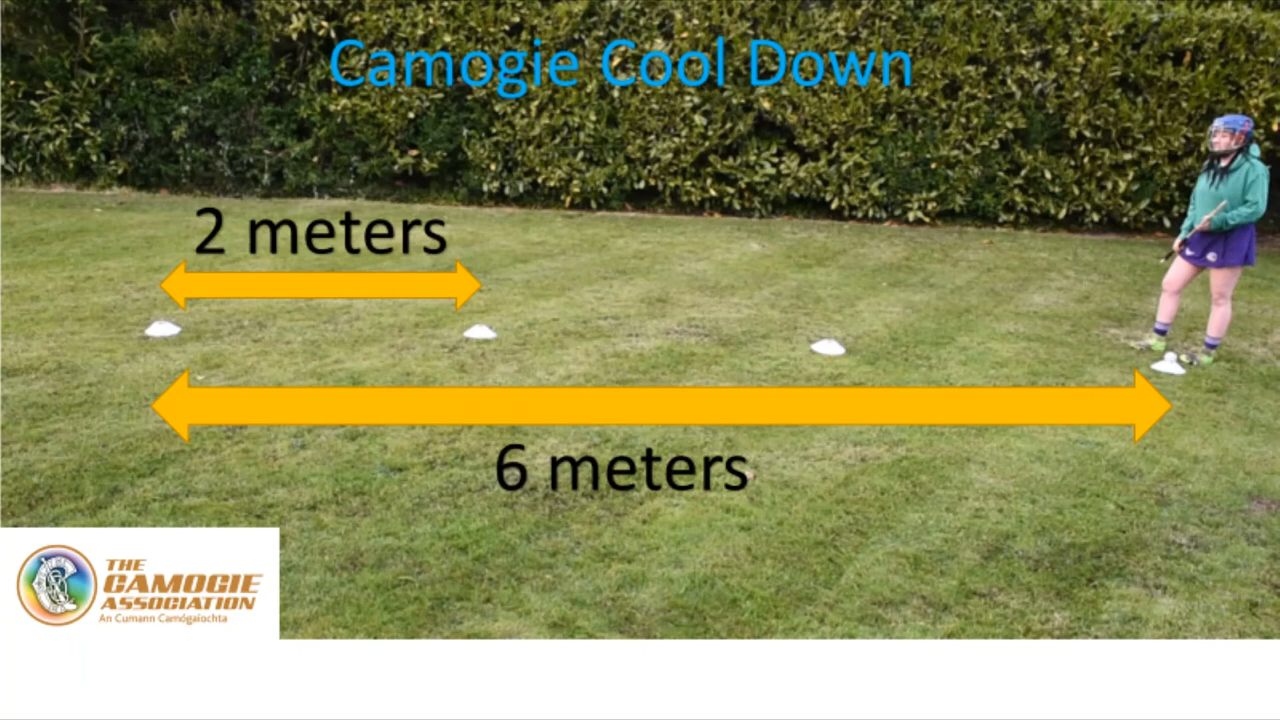 Camogie Cool Down
2 meters
6 meters
THE
CAMOGIE
ASSOCIATION
An Cumann Camógaíochta